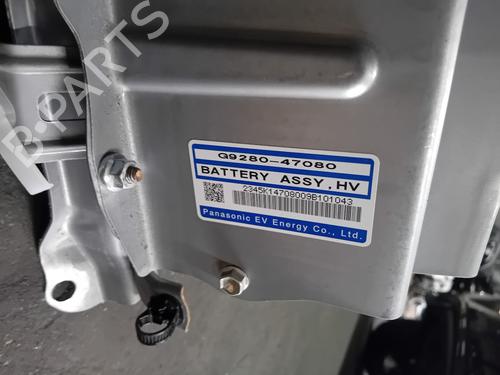 B-PARTS
G9280-47080
BATTERY ASSY, HV
2345K14708009B101043
Panasonic EV Energy Co., Ltd.